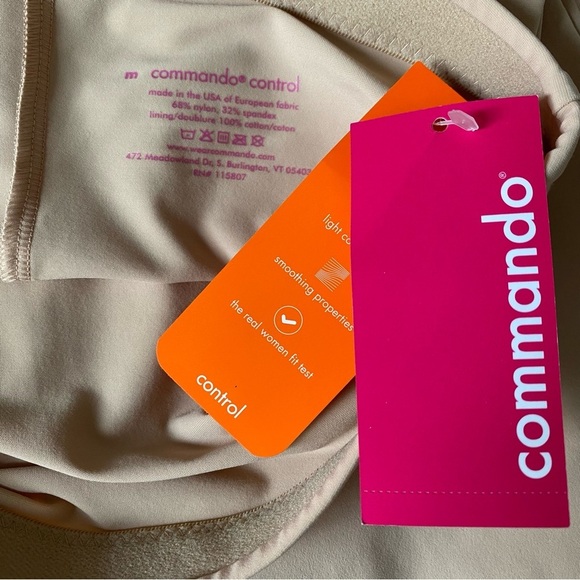 m commando® control
made in the USA of European fabric
68% nylon, 32% spandex
lining/doublure 100% cotton/coton
www.wearcommando.com
472 Meadowland Dr, S. Burlington, VT 05403
RN# 115807
light co
smoothing properties
the real women fit test
control
commando®